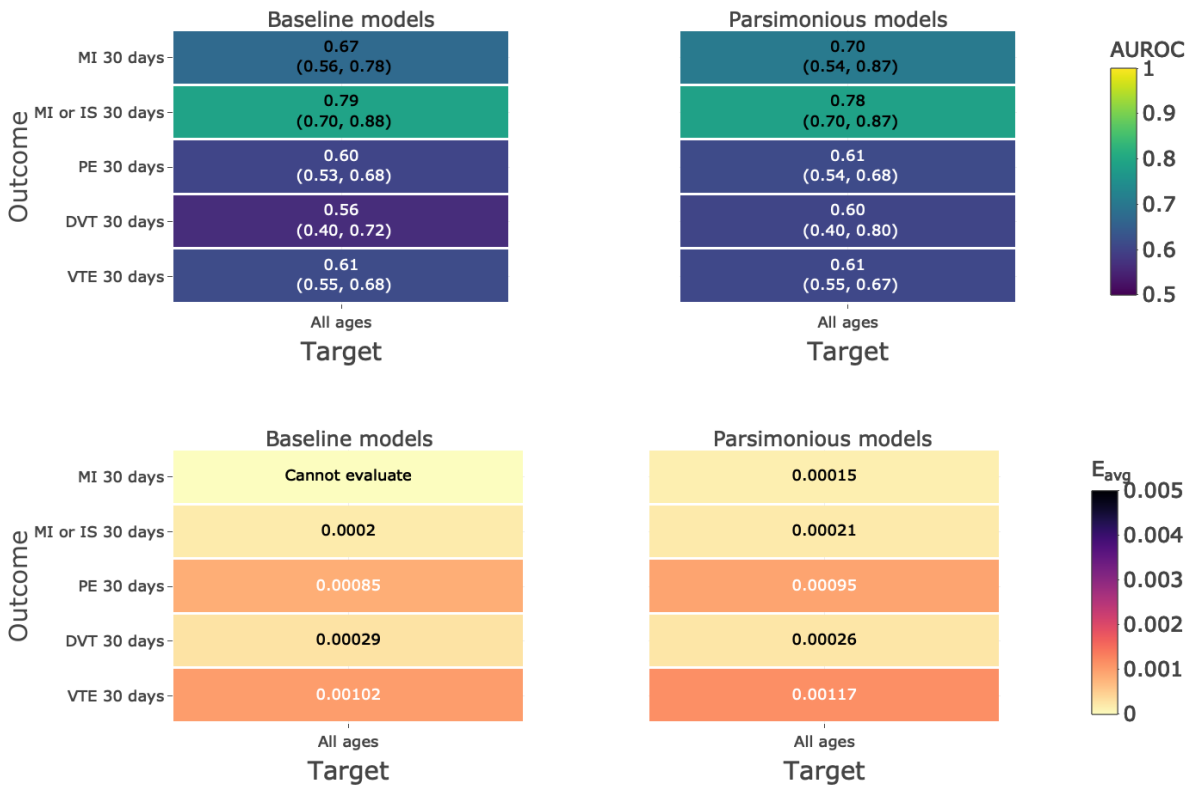 Baseline models
Parsimonious models
AUROC
Outcome
MI 30 days
0.67
(0.56, 0.78)
0.70
(0.54, 0.87)
MI or IS 30 days
0.79
(0.70, 0.88)
0.78
(0.70, 0.87)
PE 30 days
0.60
(0.53, 0.68)
0.61
(0.54, 0.68)
DVT 30 days
0.56
(0.40, 0.72)
0.60
(0.40, 0.80)
VTE 30 days
0.61
(0.55, 0.68)
0.61
(0.55, 0.67)
1
0.9
0.8
0.7
0.6
0.5
All ages
All ages
Target
Target
Baseline models
Parsimonious models
Eavg
Outcome
MI 30 days
Cannot evaluate
0.00015
MI or IS 30 days
0.0002
0.00021
PE 30 days
0.00085
0.00095
DVT 30 days
0.00029
0.00026
VTE 30 days
0.00102
0.00117
0.005
0.004
0.003
0.002
0.001
0
All ages
All ages
Target
Target